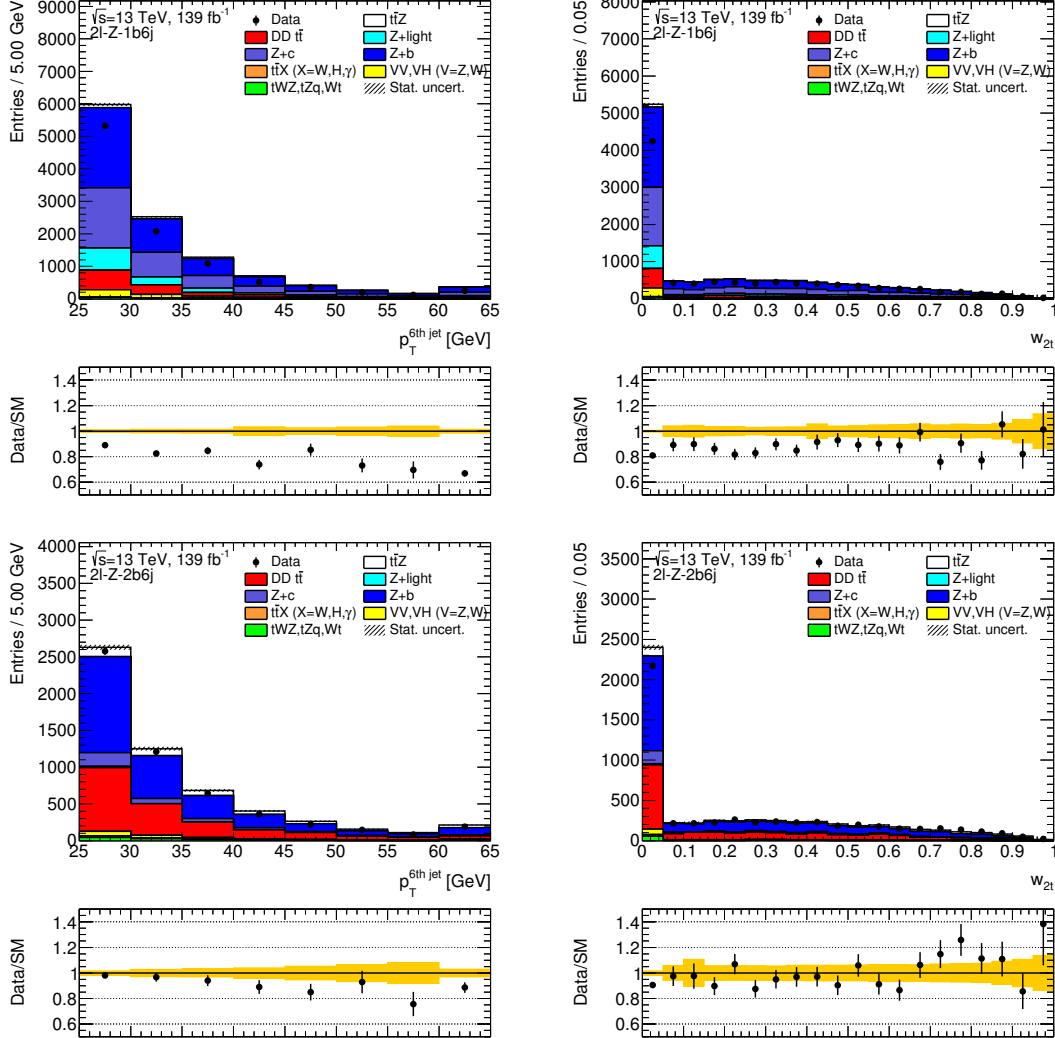 √s=13 TeV, 139 fb⁻¹
2l-Z-1b6j
Data
tt̄Z
DD tt̄
Z+light
Z+c
Z+b
tt̄X (X=W,H,γ)
VV,VH (V=Z,W)
tWZ,tZq,Wt
Stat. uncert.
Entries / 5.00 GeV
9000
8000
7000
6000
5000
4000
3000
2000
1000
0
25 30 35 40 45 50 55 60 65
p_T^6th jet [GeV]
Data/SM
1.4
1.2
1
0.8
0.6
√s=13 TeV, 139 fb⁻¹
2l-Z-1b6j
Data
tt̄Z
DD tt̄
Z+light
Z+c
Z+b
tt̄X (X=W,H,γ)
VV,VH (V=Z,W)
tWZ,tZq,Wt
Stat. uncert.
Entries / 0.05
8000
7000
6000
5000
4000
3000
2000
1000
0
0 0.1 0.2 0.3 0.4 0.5 0.6 0.7 0.8 0.9 1
w_2t
Data/SM
1.4
1.2
1
0.8
0.6
√s=13 TeV, 139 fb⁻¹
2l-Z-2b6j
Data
tt̄Z
DD tt̄
Z+light
Z+c
Z+b
tt̄X (X=W,H,γ)
VV,VH (V=Z,W)
tWZ,tZq,Wt
Stat. uncert.
Entries / 5.00 GeV
4000
3500
3000
2500
2000
1500
1000
500
0
25 30 35 40 45 50 55 60 65
p_T^6th jet [GeV]
Data/SM
1.4
1.2
1
0.8
0.6
√s=13 TeV, 139 fb⁻¹
2l-Z-2b6j
Data
tt̄Z
DD tt̄
Z+light
Z+c
Z+b
tt̄X (X=W,H,γ)
VV,VH (V=Z,W)
tWZ,tZq,Wt
Stat. uncert.
Entries / 0.05
3500
3000
2500
2000
1500
1000
500
0
0 0.1 0.2 0.3 0.4 0.5 0.6 0.7 0.8 0.9 1
w_2t
Data/SM
1.4
1.2
1
0.8
0.6